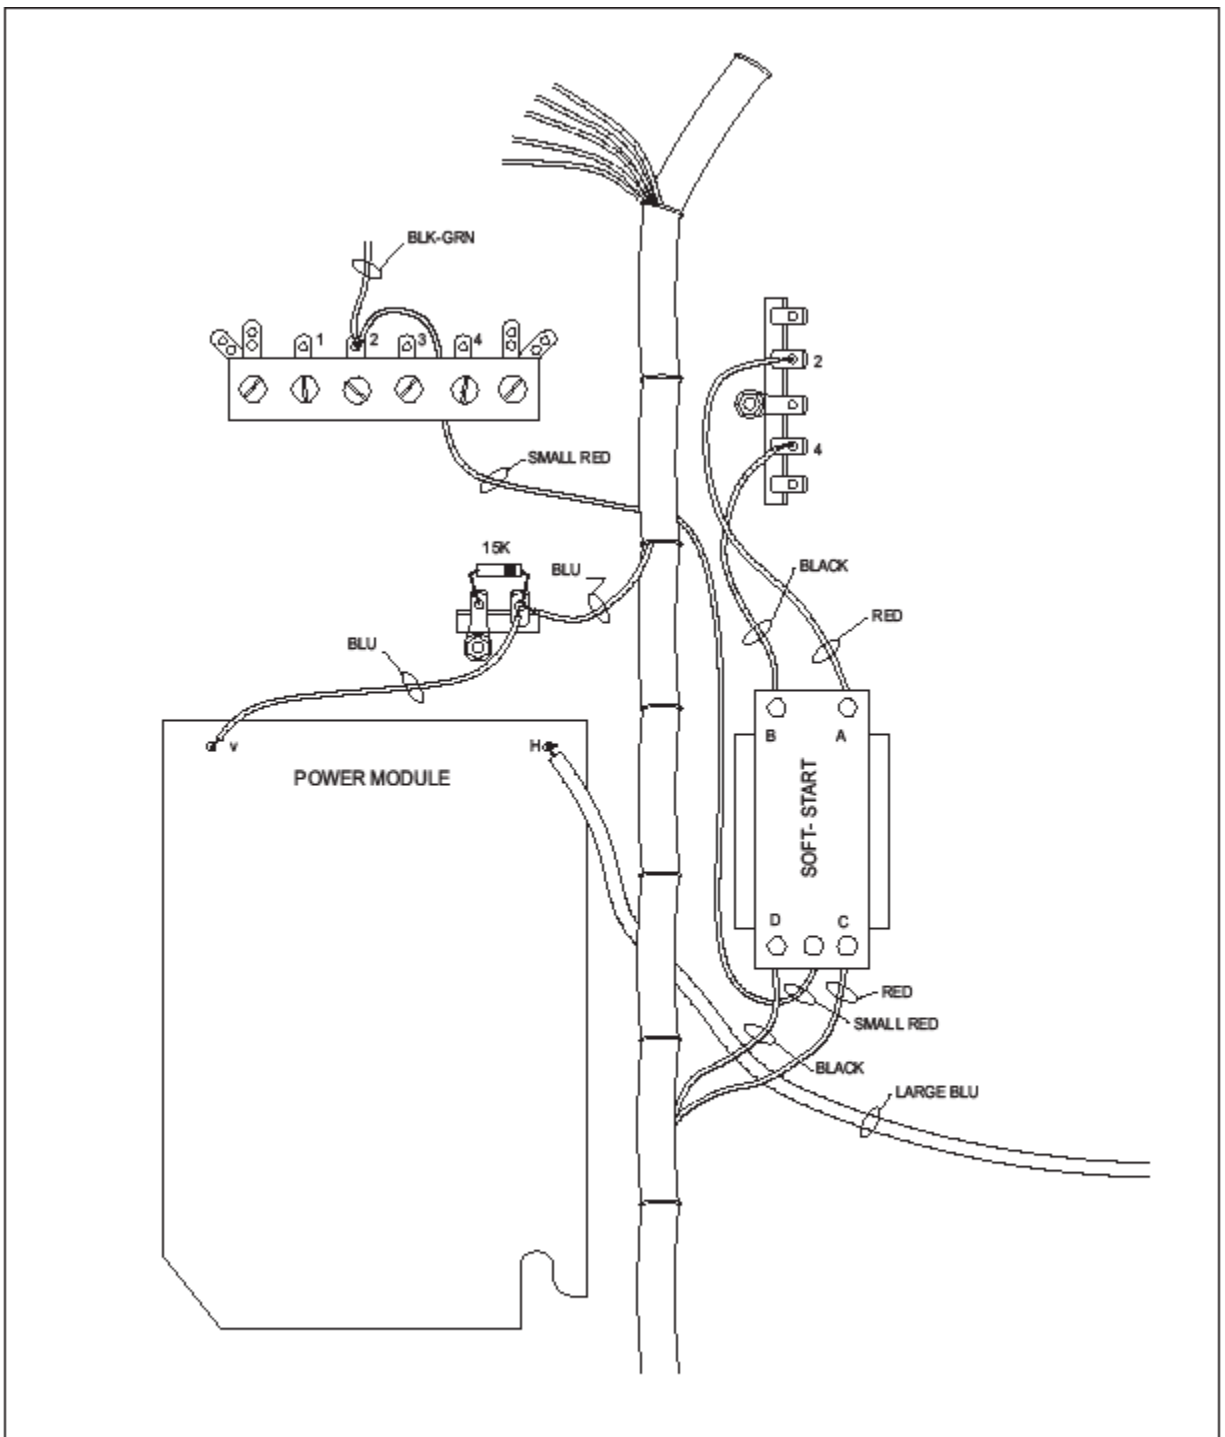 BLK-GRN
1 2 3 4
2
4
SMALL RED
15K
BLU
BLACK
RED
BLU
B A
V H
POWER MODULE
SOFT- START
D C
RED
SMALL RED
BLACK
LARGE BLU